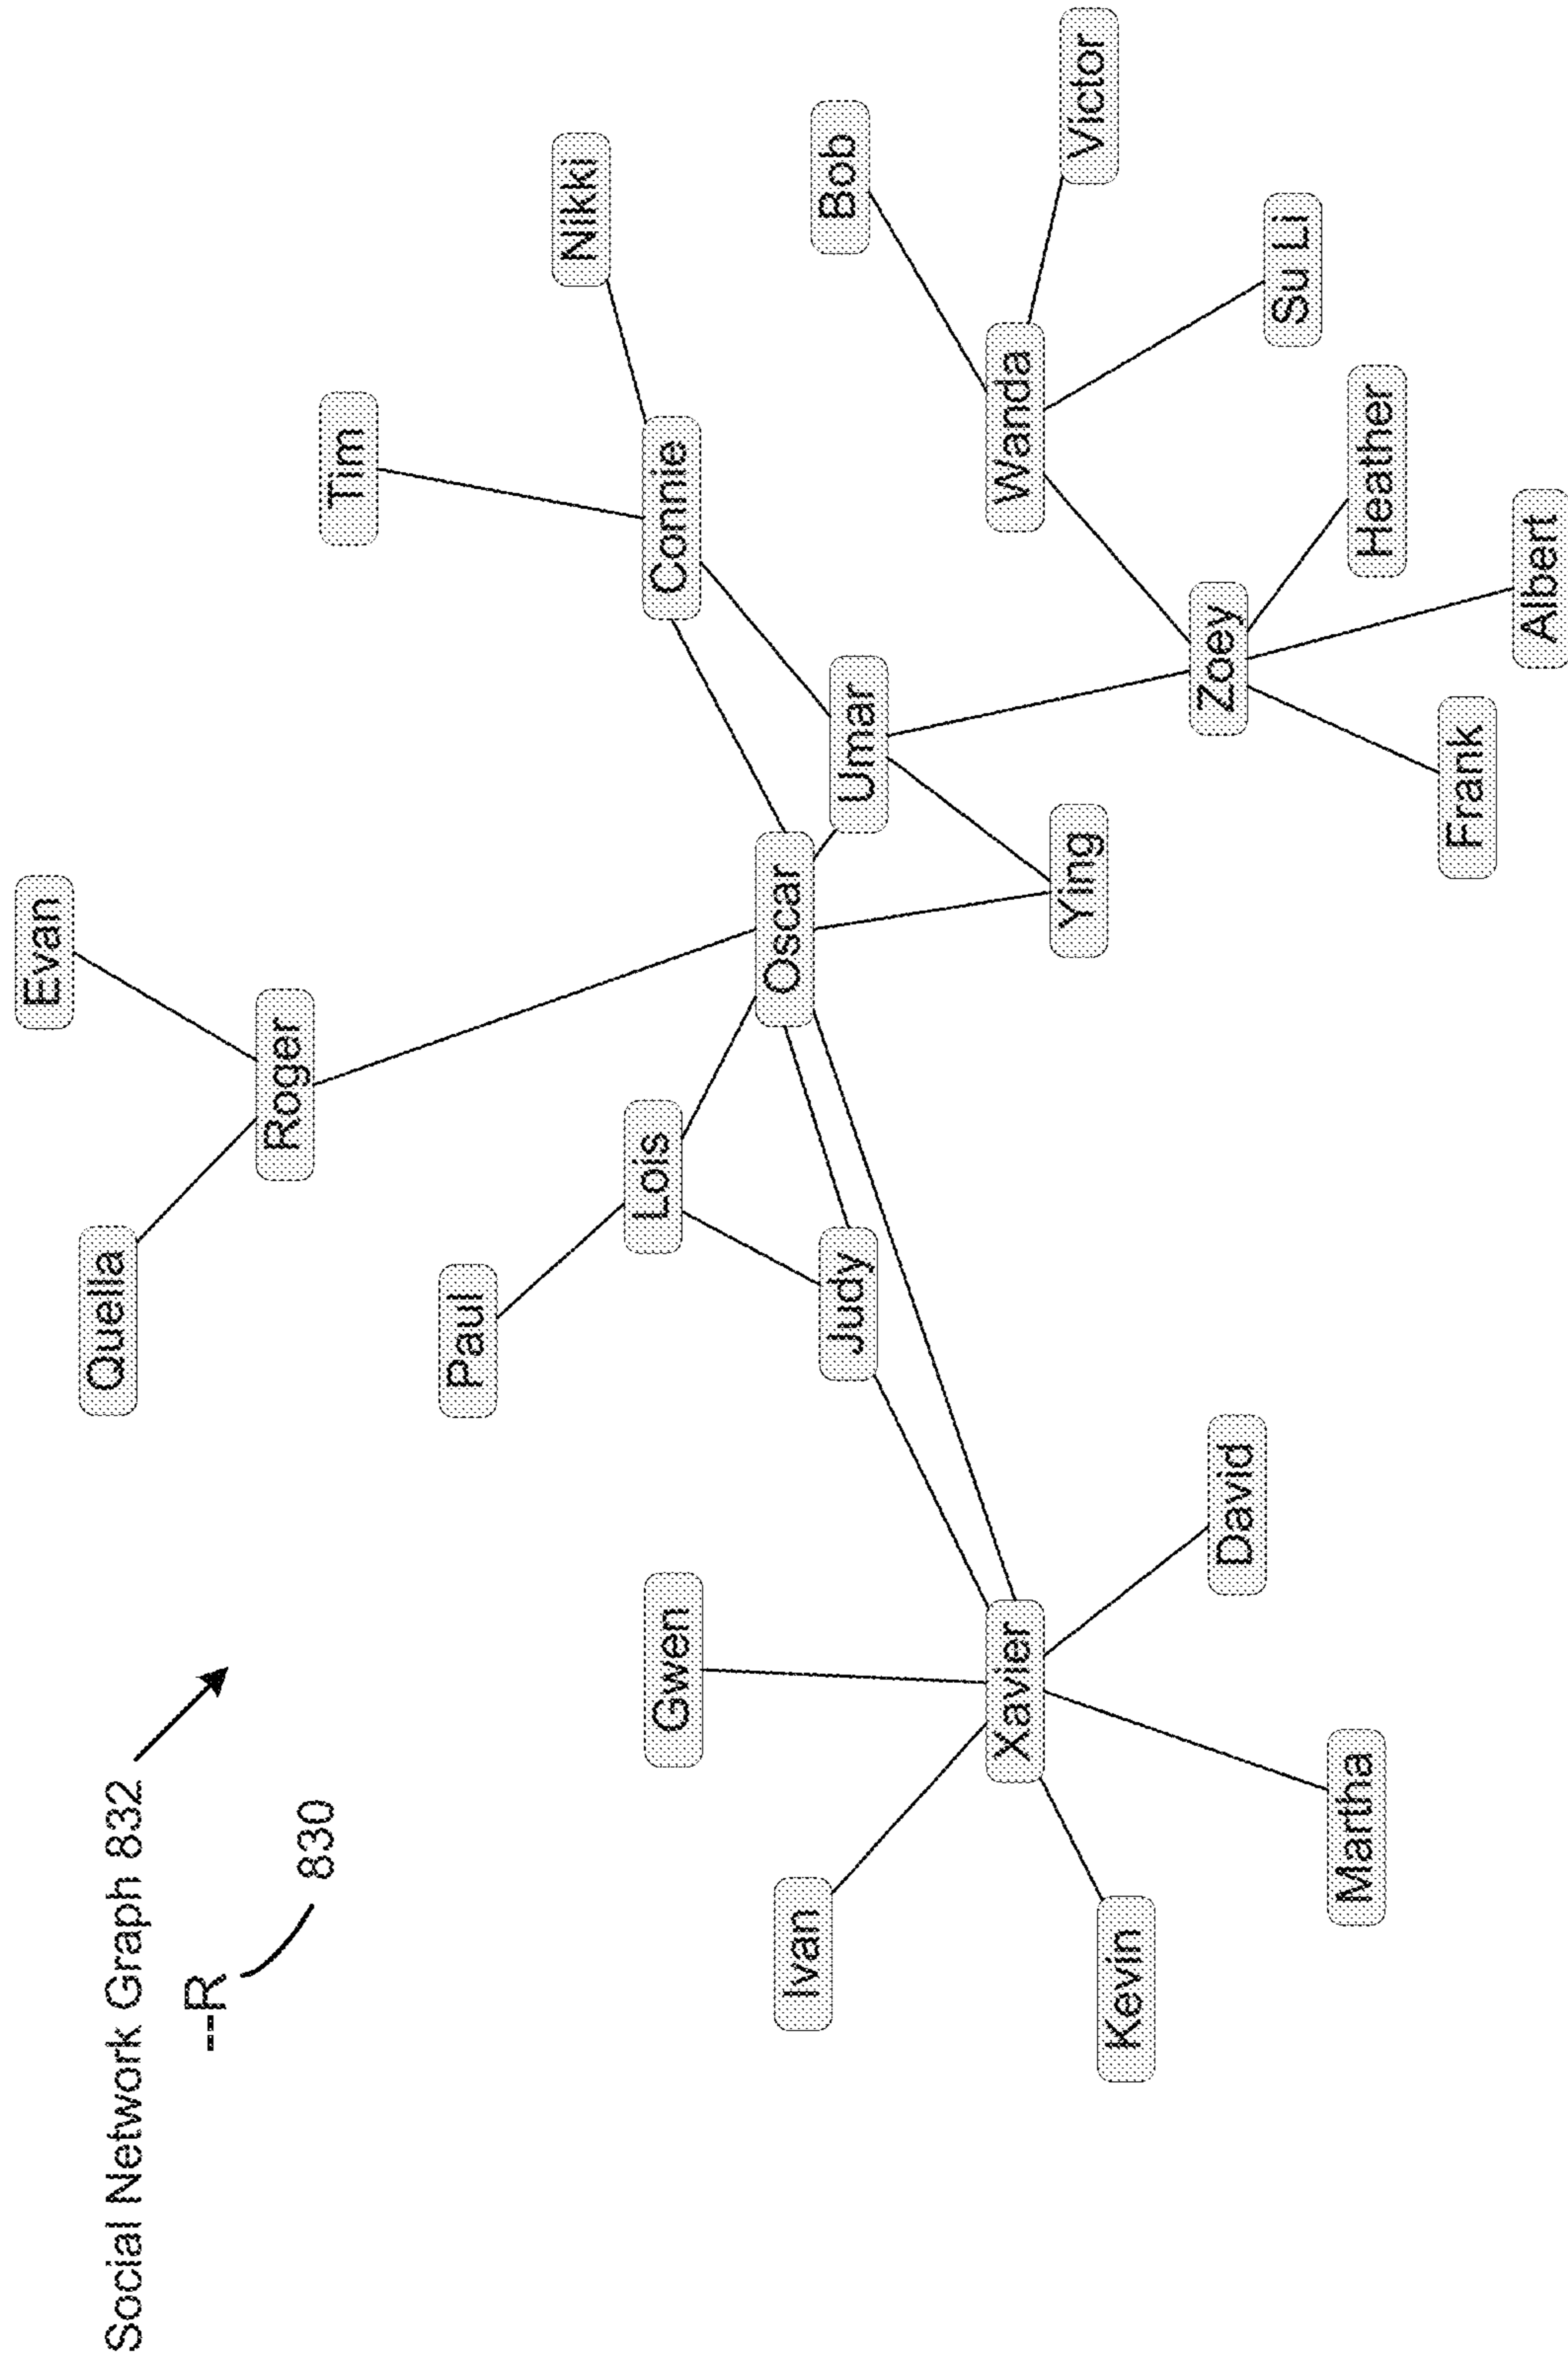 Social Network Graph 832
--R
830
Quella
Evan
Roger
Tim
Paul
Nikki
Lois
Connie
Gwen
Ivan
Oscar
Judy
Umar
Bob
Xavier
Wanda
Kevin
Ying
Victor
David
Zoey
Su Li
Martha
Heather
Frank
Albert